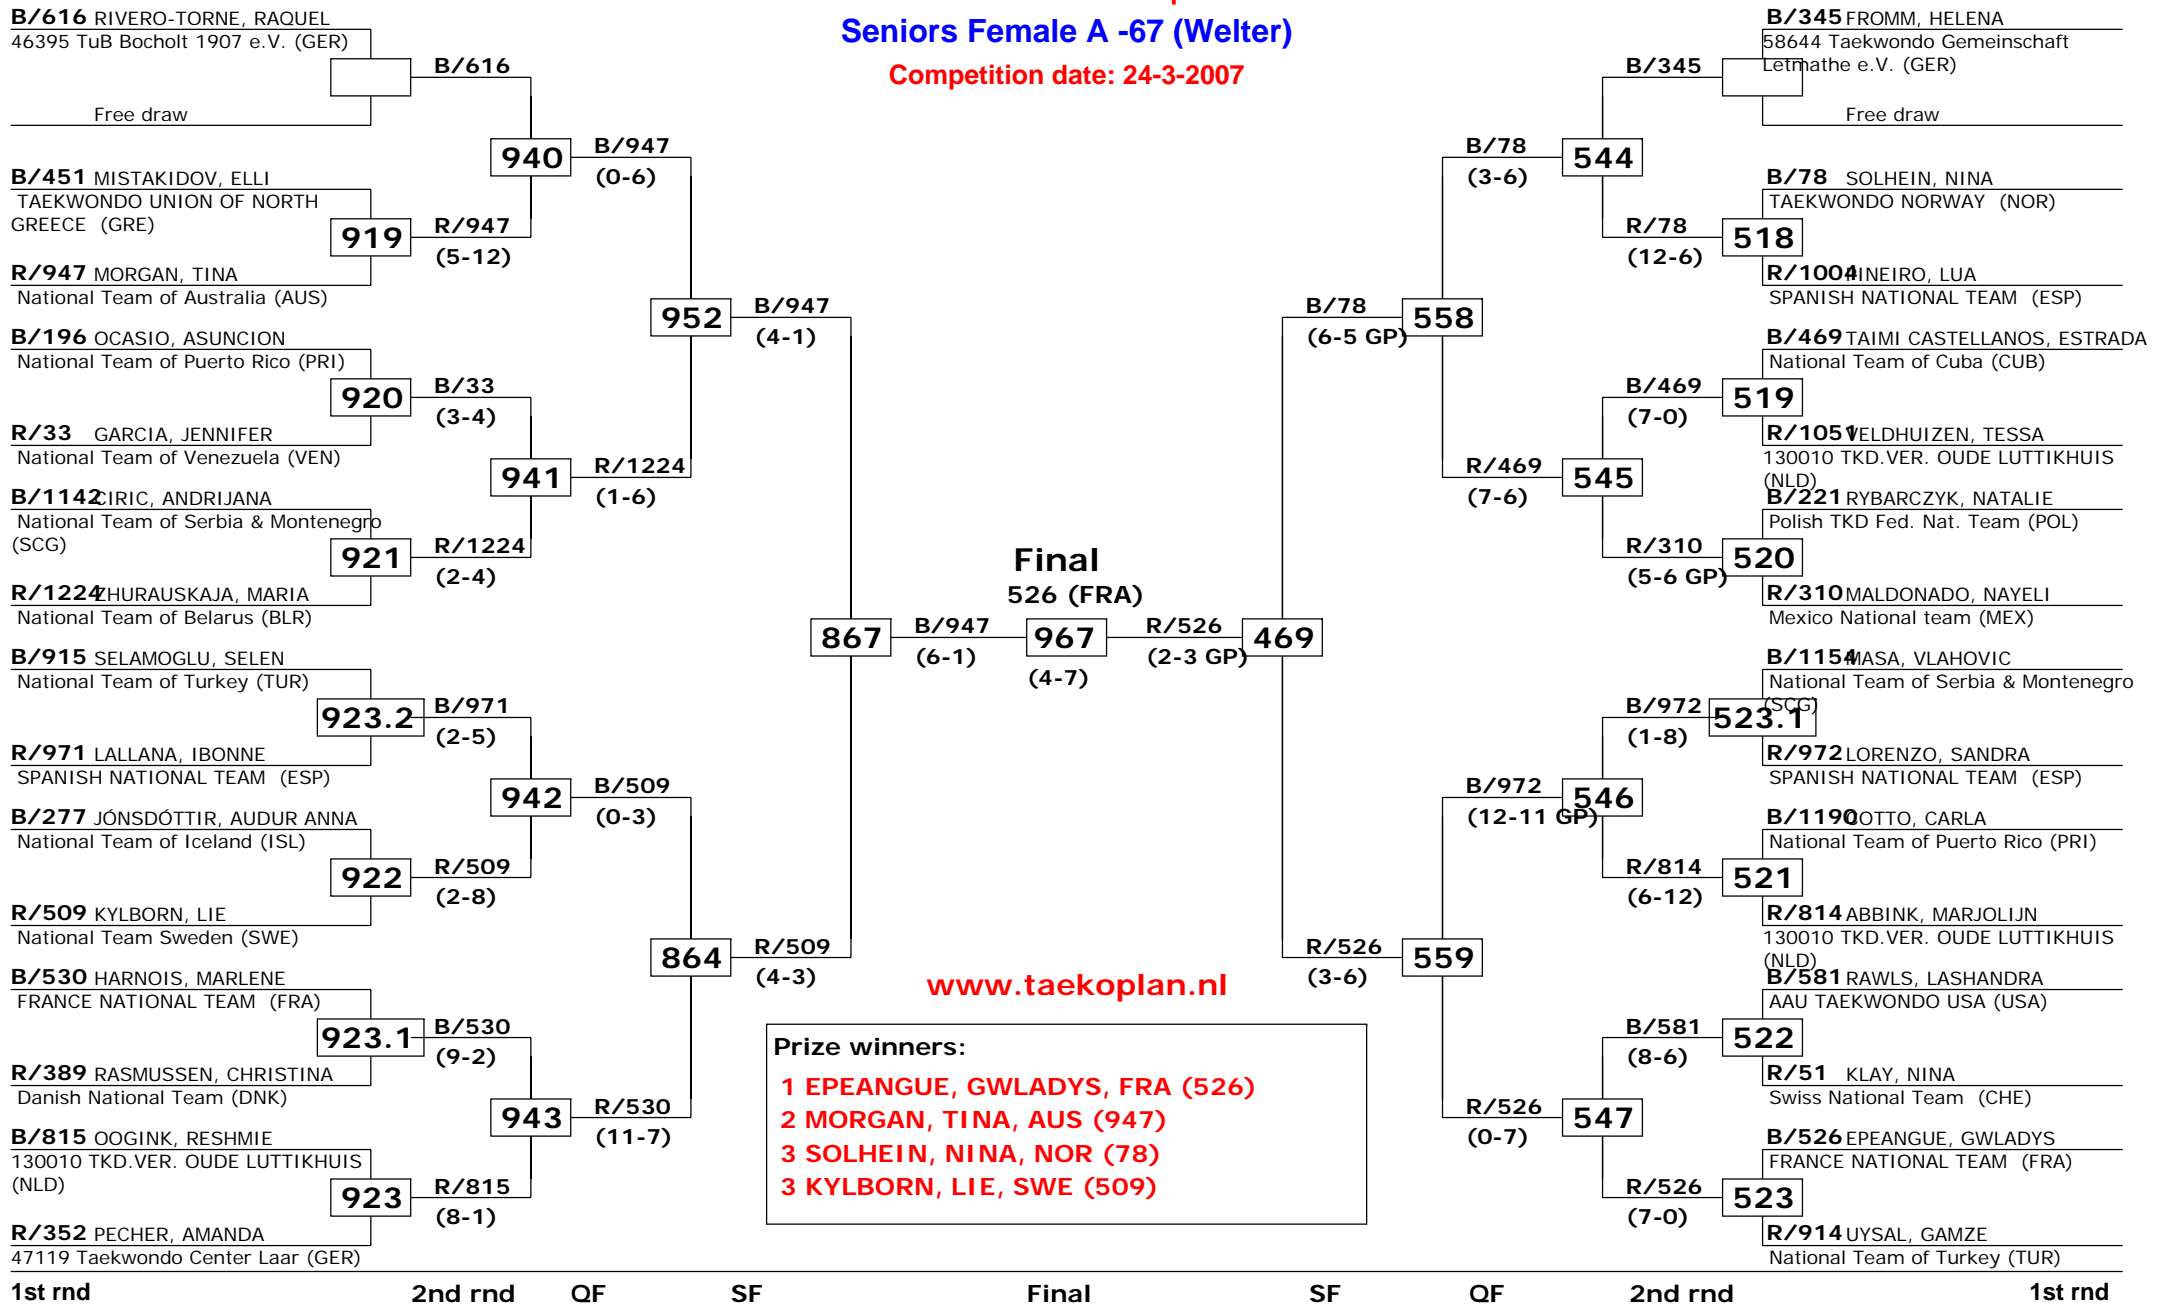 Seniors Female A -67 (Welter)
Competition date: 24-3-2007
B/616 RIVERO-TORNE, RAQUEL
46395 TuB Bocholt 1907 e.V. (GER)
B/616
Free draw
940
B/947
(0-6)
B/451 MISTAKIDOV, ELLI
TAEKWONDO UNION OF NORTH
GREECE (GRE)
919
R/947
(5-12)
R/947 MORGAN, TINA
National Team of Australia (AUS)
952
B/947
(4-1)
B/196 OCASIO, ASUNCION
National Team of Puerto Rico (PRI)
920
B/33
(3-4)
R/33 GARCIA, JENNIFER
National Team of Venezuela (VEN)
941
R/1224
(1-6)
B/1142 CIRIC, ANDRIJANA
National Team of Serbia & Montenegro
(SCG)
921
R/1224
(2-4)
R/1224 ZHURAUSKAJA, MARIA
National Team of Belarus (BLR)
867
B/947
(6-1)
B/915 SELAMOGLU, SELEN
National Team of Turkey (TUR)
923.2
B/971
(2-5)
R/971 LALLANA, IBONNE
SPANISH NATIONAL TEAM (ESP)
942
B/509
(0-3)
B/277 JÓNSDÓTTIR, AUDUR ANNA
National Team of Iceland (ISL)
922
R/509
(2-8)
R/509 KYLBORN, LIE
National Team Sweden (SWE)
864
R/509
(4-3)
B/530 HARNOIS, MARLENE
FRANCE NATIONAL TEAM (FRA)
923.1
B/530
(9-2)
R/389 RASMUSSEN, CHRISTINA
Danish National Team (DNK)
943
R/530
(11-7)
B/815 OOGINK, RESHMIE
130010 TKD.VER. OUDE LUTTIKHUIS
(NLD)
923
R/815
(8-1)
R/352 PECHER, AMANDA
47119 Taekwondo Center Laar (GER)
Final
526 (FRA)
967
(4-7)
R/526
(2-3 GP)
469
B/345 FROMM, HELENA
58644 Taekwondo Gemeinschaft
Letmathe e.V. (GER)
B/345
Free draw
B/78
(3-6)
544
B/78 SOLHEIN, NINA
TAEKWONDO NORWAY (NOR)
R/78
(12-6)
518
R/1004 INEIRO, LUA
SPANISH NATIONAL TEAM (ESP)
B/78
(6-5 GP)
558
B/469 TAIMI CASTELLANOS, ESTRADA
National Team of Cuba (CUB)
B/469
(7-0)
519
R/1051 VELDHUIZEN, TESSA
130010 TKD.VER. OUDE LUTTIKHUIS
(NLD)
R/469
(7-6)
545
B/221 RYBARCZYK, NATALIE
Polish TKD Fed. Nat. Team (POL)
R/310
(5-6 GP)
520
R/310 MALDONADO, NAYELI
Mexico National team (MEX)
B/1154 MASA, VLAHOVIC
National Team of Serbia & Montenegro
(SCG)
B/972
(1-8)
523.1
R/972 LORENZO, SANDRA
SPANISH NATIONAL TEAM (ESP)
B/972
(12-11 GP)
546
B/1190 COTTO, CARLA
National Team of Puerto Rico (PRI)
R/814
(6-12)
521
R/814 ABBINK, MARJOLIJN
130010 TKD.VER. OUDE LUTTIKHUIS
(NLD)
R/526
(3-6)
559
B/581 RAWLS, LASHANDRA
AAU TAEKWONDO USA (USA)
B/581
(8-6)
522
R/51 KLAY, NINA
Swiss National Team (CHE)
R/526
(0-7)
547
B/526 EPEANGUE, GWLADYS
FRANCE NATIONAL TEAM (FRA)
R/526
(7-0)
523
R/914 UYSAL, GAMZE
National Team of Turkey (TUR)
www.taekoplan.nl
Prize winners:
1 EPEANGUE, GWLADYS, FRA (526)
2 MORGAN, TINA, AUS (947)
3 SOLHEIN, NINA, NOR (78)
3 KYLBORN, LIE, SWE (509)
1st rnd 2nd rnd QF SF Final SF QF 2nd rnd 1st rnd